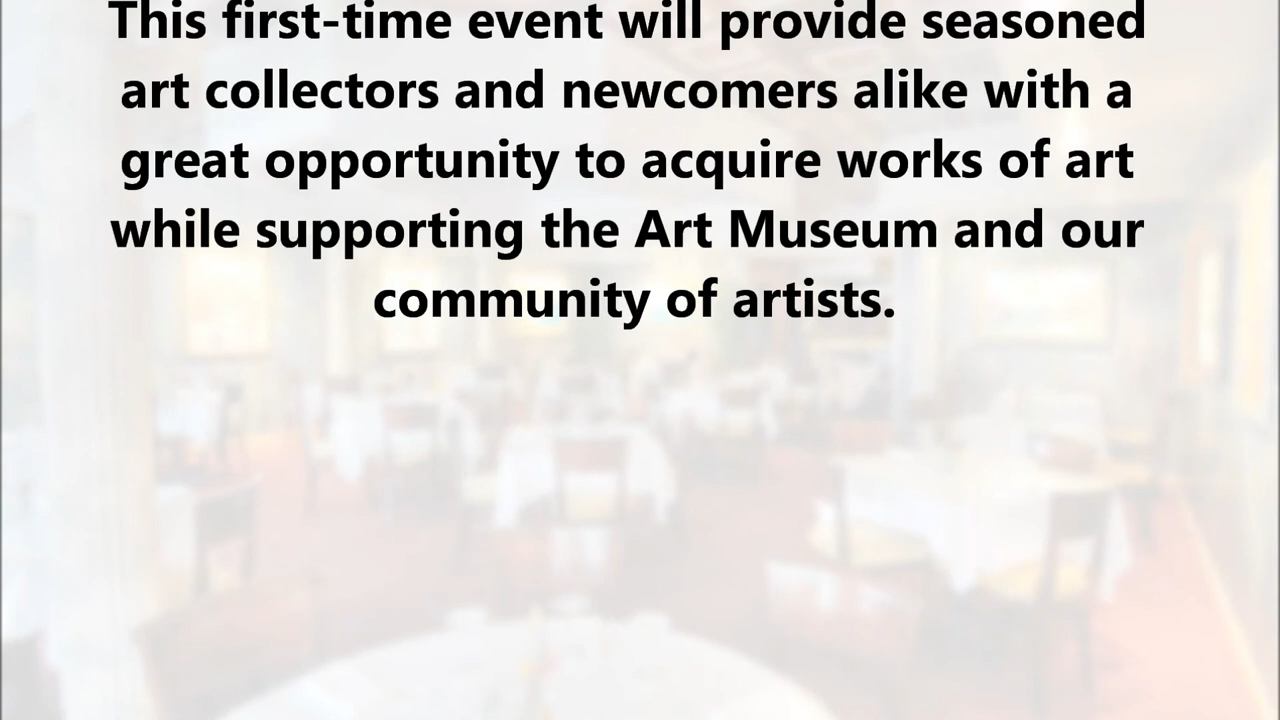 This first-time event will provide seasoned
art collectors and newcomers alike with a
great opportunity to acquire works of art
while supporting the Art Museum and our
community of artists.